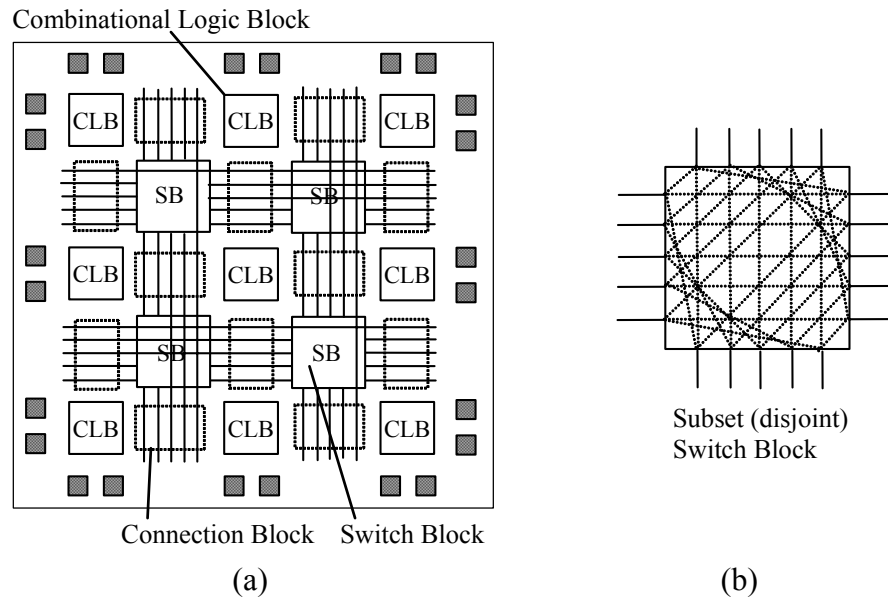 Combinational Logic Block
CLB CLB CLB
SB SB
CLB CLB CLB
SB SB
CLB CLB CLB
Connection Block Switch Block
(a)
Subset (disjoint)
Switch Block
(b)